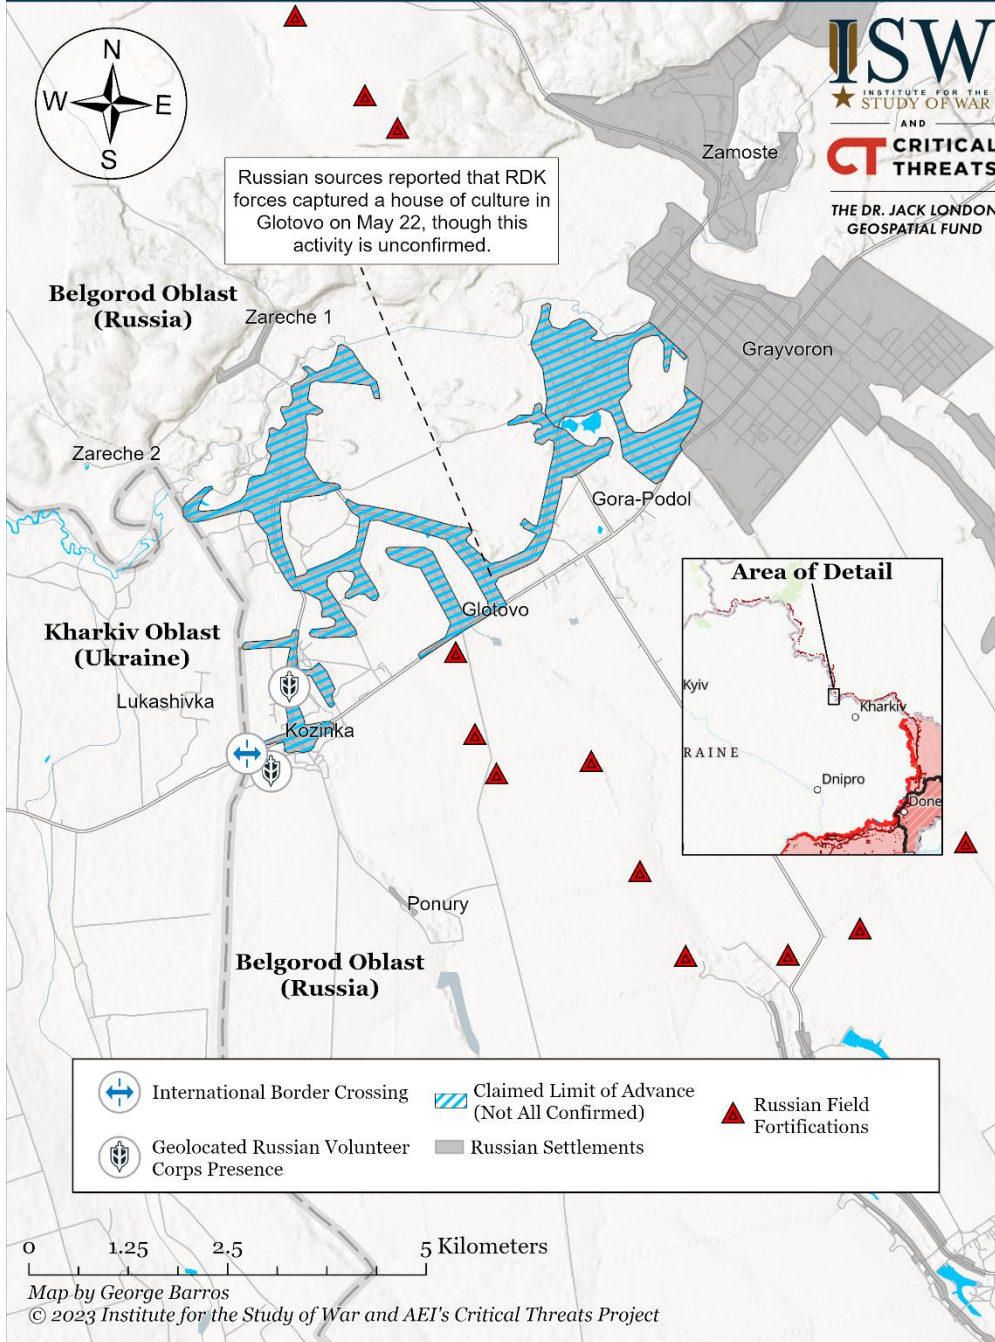 N
W
E
S
ISW
INSTITUTE FOR THE
STUDY OF WAR
AND
CT CRITICAL
THREATS
THE DR. JACK LONDON
GEOSPATIAL FUND
Zamoste
Russian sources reported that RDK
forces captured a house of culture in
Glotovo on May 22, though this
activity is unconfirmed.
Belgorod Oblast
(Russia)
Zareche 1
Grayvoron
Zareche 2
Gora-Podol
Area of Detail
Glotovo
Kharkiv Oblast
(Ukraine)
Lukashivka
Kozinka
Kyiv
Kharkiv
RAINE
Dnipro
Done
Ponury
Belgorod Oblast
(Russia)
International Border Crossing
Geolocated Russian Volunteer
Corps Presence
Claimed Limit of Advance
(Not All Confirmed)
Russian Settlements
Russian Field
Fortifications
0 1.25 2.5 5 Kilometers
Map by George Barros
© 2023 Institute for the Study of War and AEI's Critical Threats Project